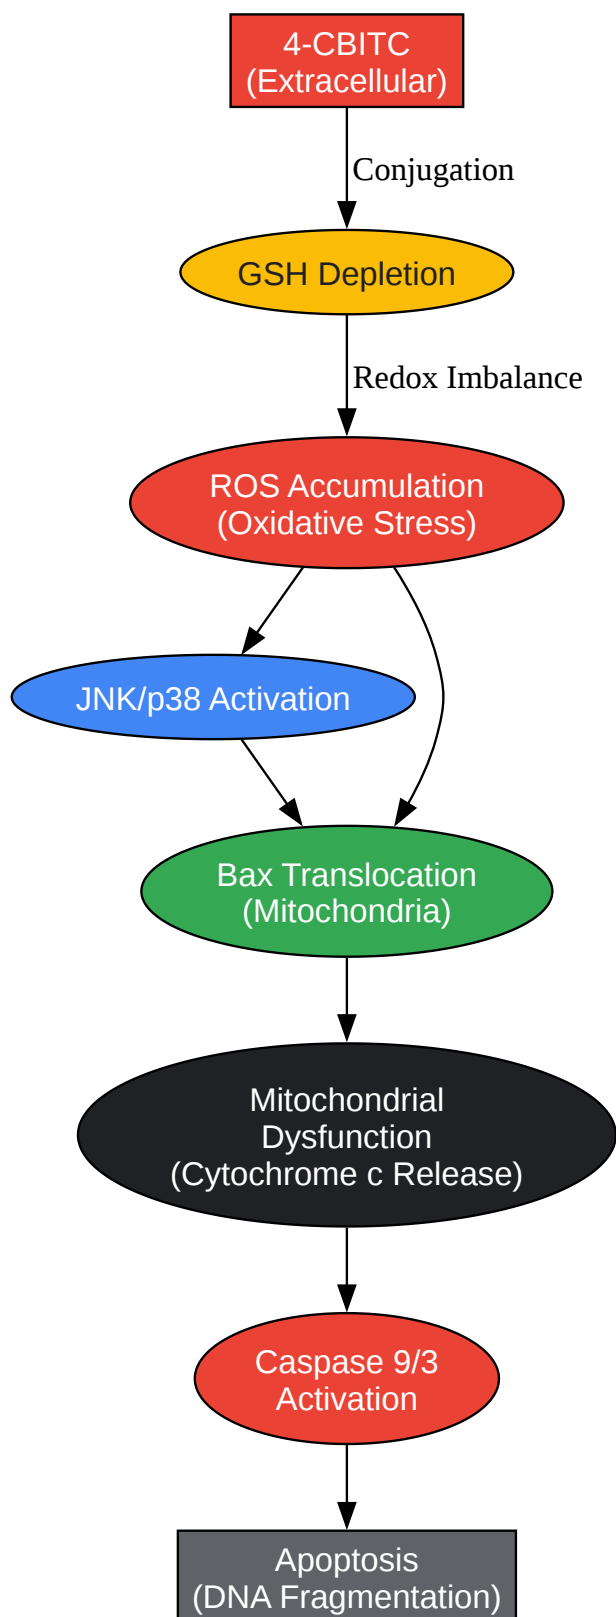 4-CBITC
(Extracellular)
Conjugation
GSH Depletion
Redox Imbalance
ROS Accumulation
(Oxidative Stress)
JNK/p38 Activation
Bax Translocation
(Mitochondria)
Mitochondrial
Dysfunction
(Cytochrome c Release)
Caspase 9/3
Activation
Apoptosis
(DNA Fragmentation)